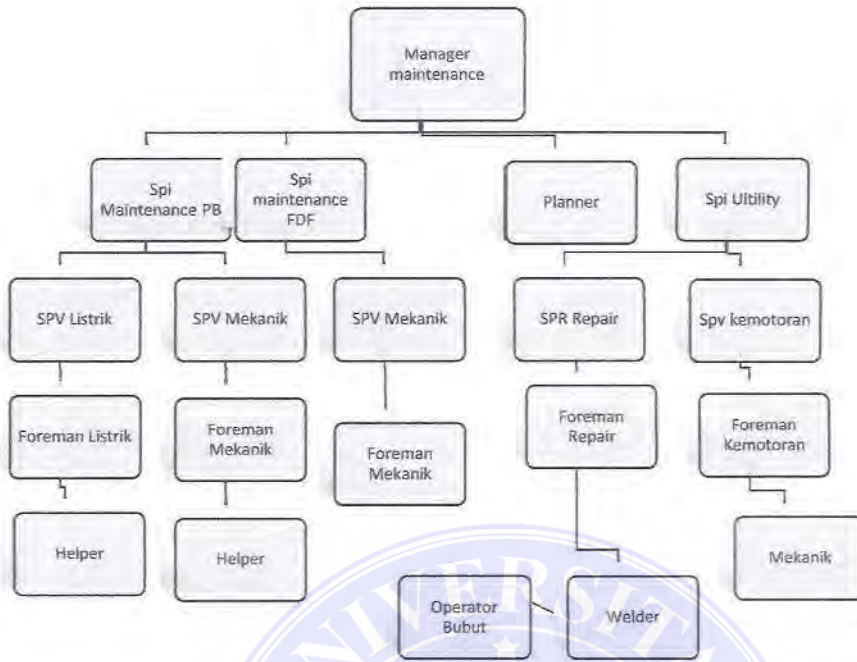 Manager
maintenance
Spi
Maintenance PB
Spi
maintenance
FDF
Planner
Spi Ultility
SPV Listrik
SPV Mekanik
SPV Mekanik
SPR Repair
Spv kemotoran
Foreman Listrik
Foreman
Mekanik
Foreman
Mekanik
Foreman
Repair
Foreman
Kemotoran
Helper
Helper
Mekanik
Operator
Bubut
Welder
UNIVERSITA